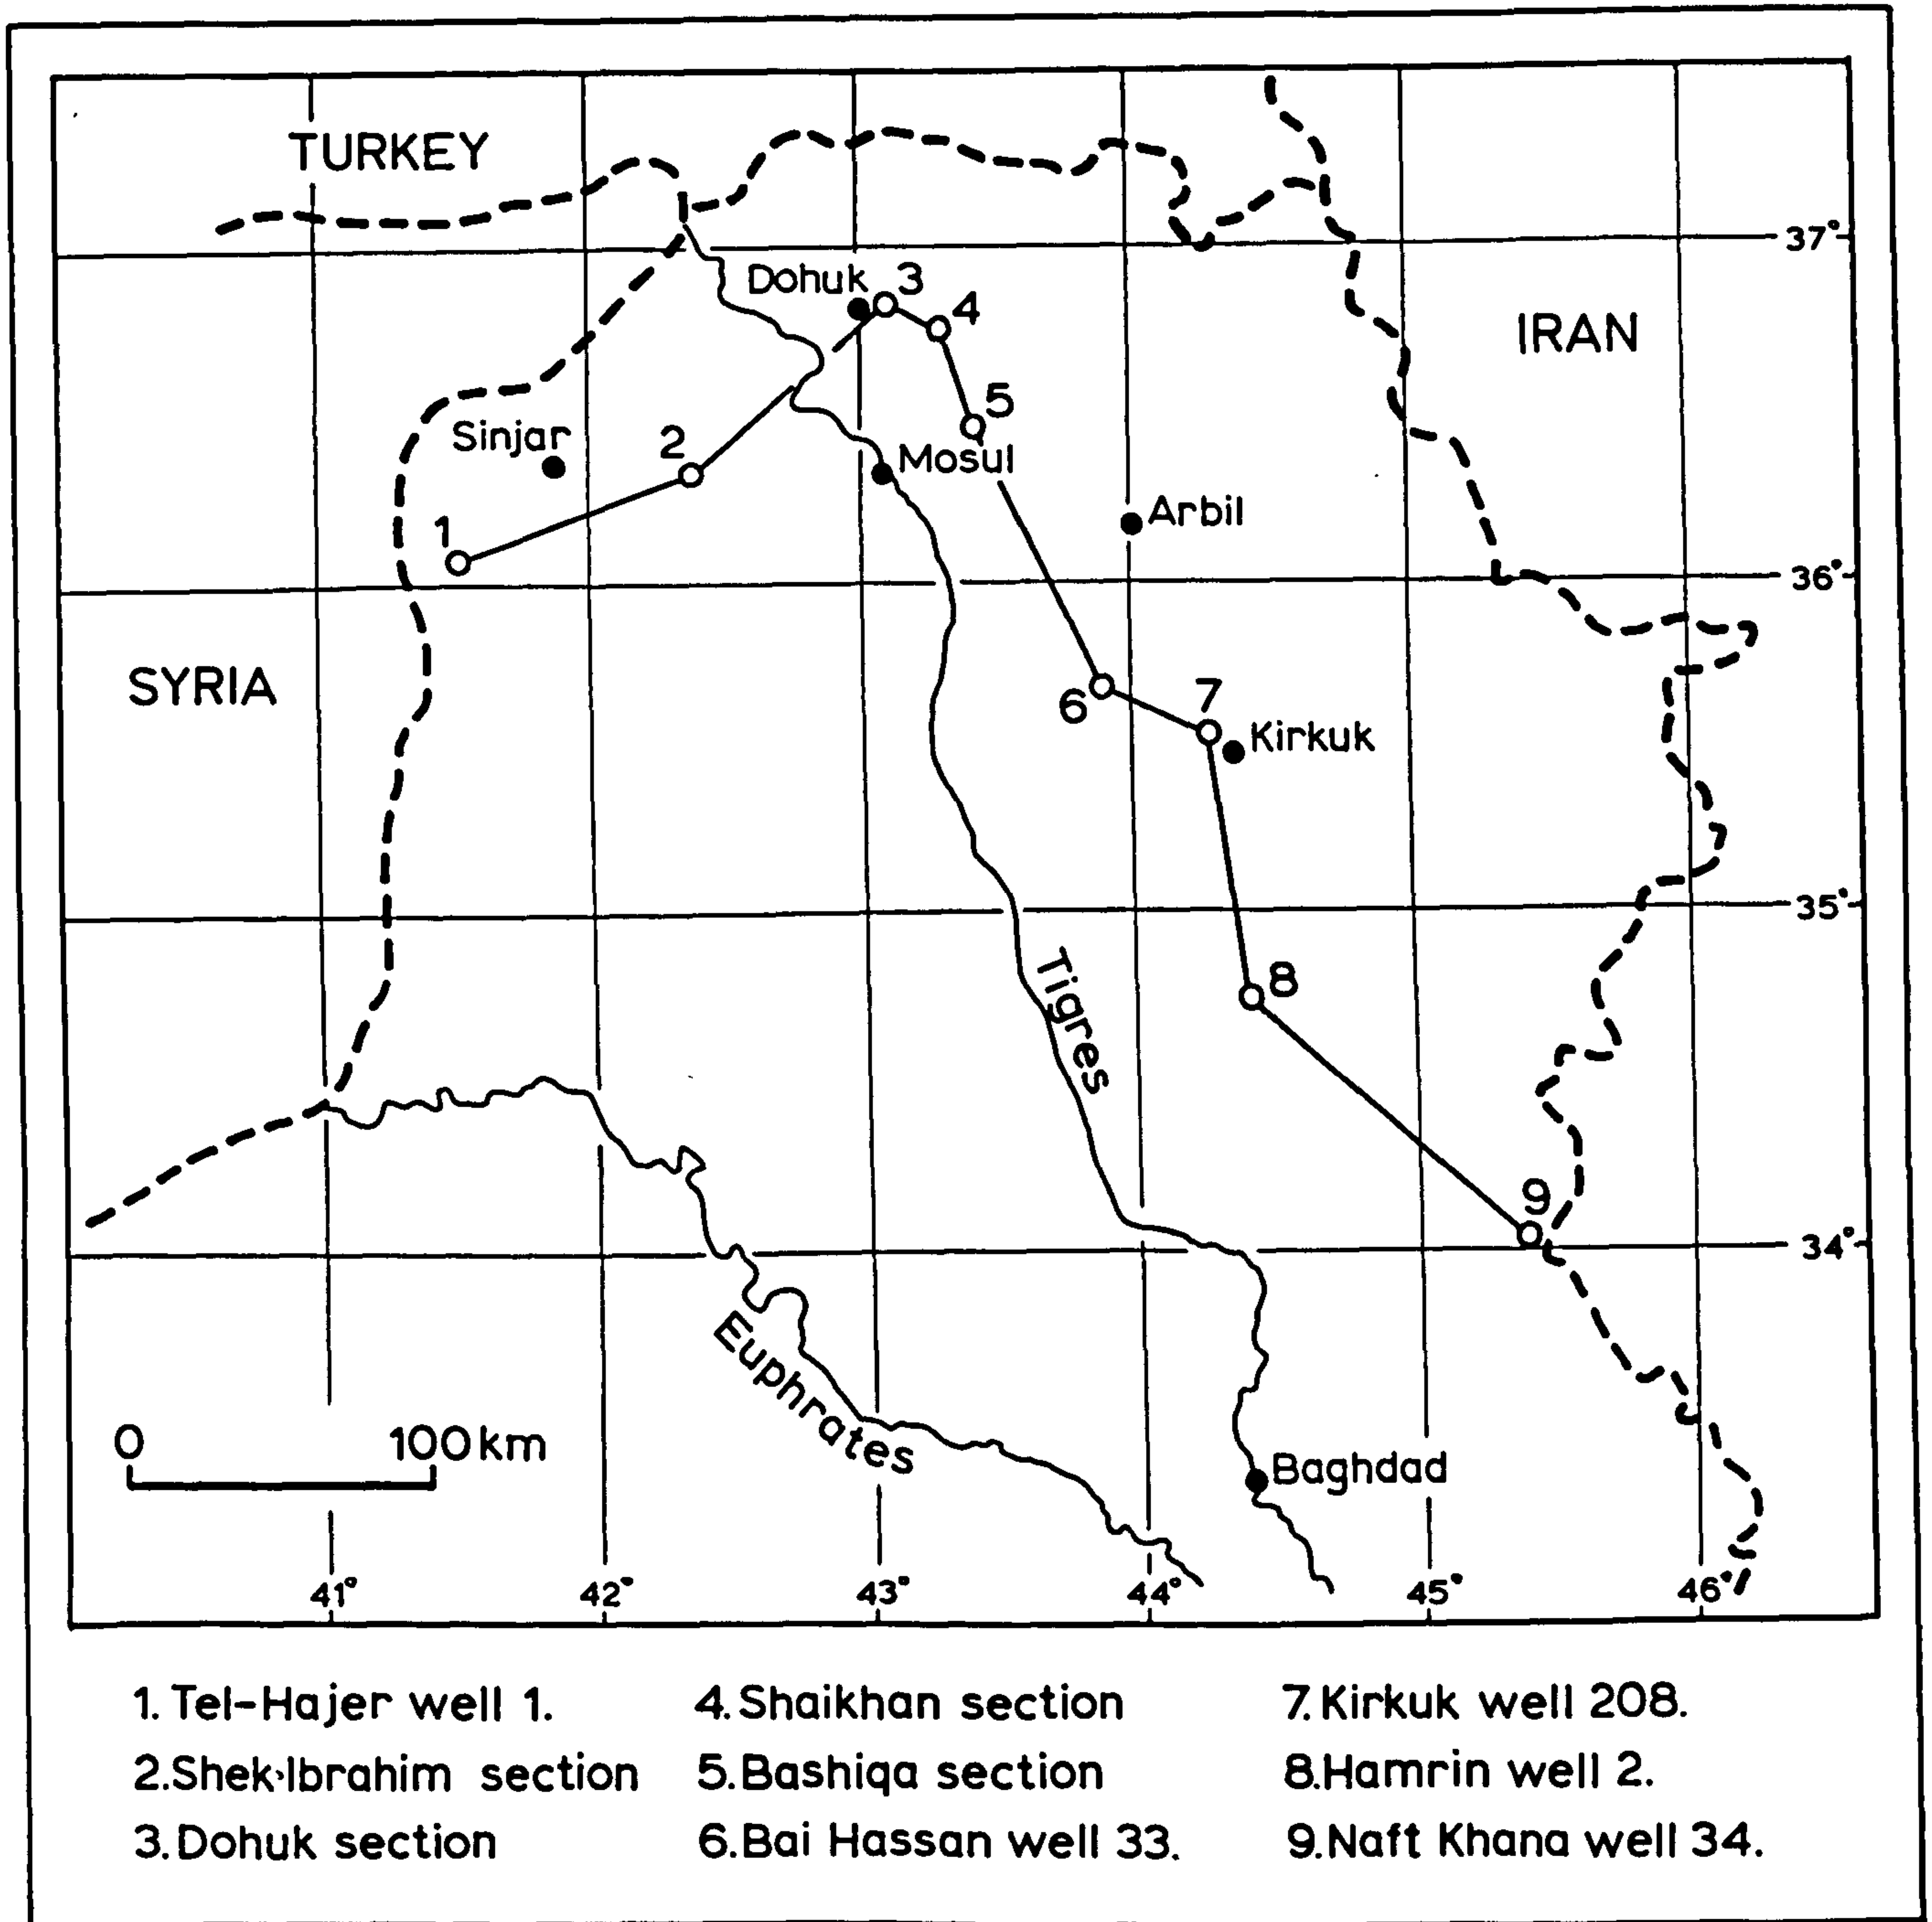 TURKEY
37°
Dohuk 3
4
IRAN
5
Sinjar
2
Mosul
1
Arbil
36°
SYRIA
6
7
Kirkuk
35°
8
Tigres
9
34°
Euphrates
0 100km
Baghdad
41° 42° 43° 44° 45° 46°
1. Tel-Hajer well 1. 4. Shaikhan section 7. Kirkuk well 208.
2. Shek·Ibrahim section 5. Bashiqa section 8. Hamrin well 2.
3. Dohuk section 6. Bai Hassan well 33. 9. Naft Khana well 34.